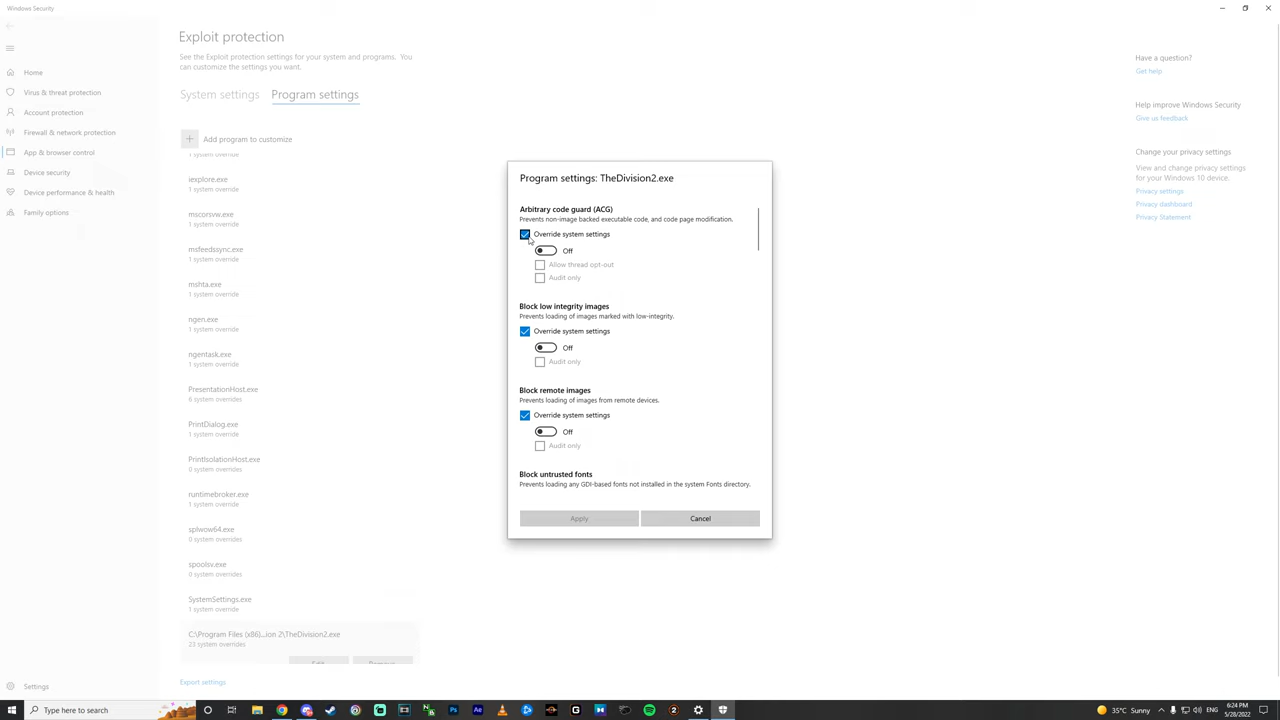 Windows Security
Exploit protection
See the Exploit protection settings for your system and programs. You
can customize the settings you want.
System settings
Program settings
Add program to customize
1 system override
iexplore.exe
1 system override
mscorsvw.exe
1 system override
msfeedssync.exe
1 system override
mshta.exe
1 system override
ngen.exe
1 system override
ngentask.exe
1 system override
PresentationHost.exe
6 system overrides
PrintDialog.exe
1 system override
PrintIsolationHost.exe
0 system overrides
runtimebroker.exe
1 system override
splwow64.exe
0 system overrides
spoolsv.exe
0 system overrides
SystemSettings.exe
1 system override
C:\Program Files (x86)...ion 2\TheDivision2.exe
23 system overrides
Edit
Remove
Export settings
Home
Virus & threat protection
Account protection
Firewall & network protection
App & browser control
Device security
Device performance & health
Family options
Settings
Program settings: TheDivision2.exe
Arbitrary code guard (ACG)
Prevents non-image backed executable code, and code page modification.
Override system settings
Off
Allow thread opt-out
Audit only
Block low integrity images
Prevents loading of images marked with low-integrity.
Override system settings
Off
Audit only
Block remote images
Prevents loading of images from remote devices.
Override system settings
Off
Audit only
Block untrusted fonts
Prevents loading any GDI-based fonts not installed in the system Fonts directory.
Apply
Cancel
Have a question?
Get help
Help improve Windows Security
Give us feedback
Change your privacy settings
View and change privacy settings
for your Windows 10 device.
Privacy settings
Privacy dashboard
Privacy Statement
Type here to search
35°C Sunny
ENG
6:24 PM
5/28/2022